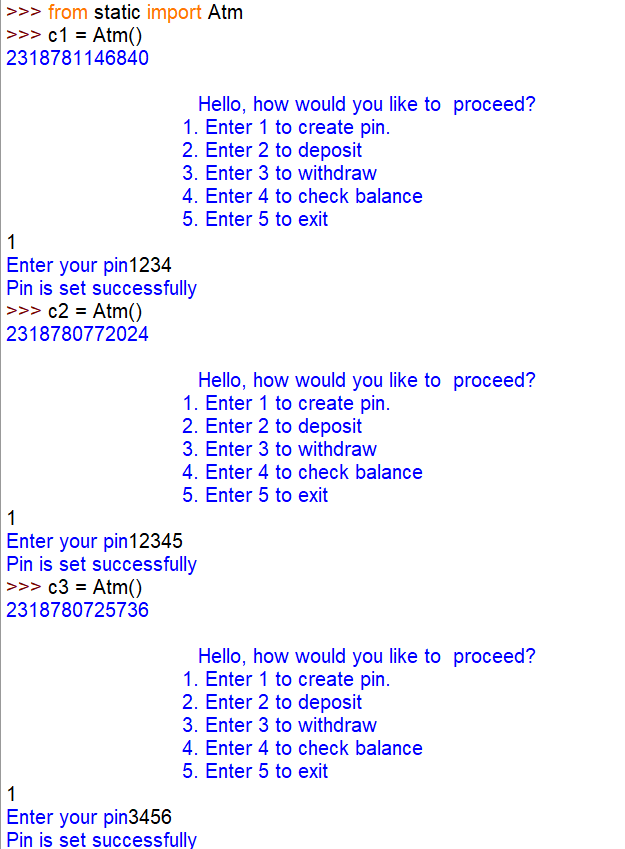 >>> from static import Atm
>>> c1 = Atm()
2318781146840
Hello, how would you like to  proceed?
1. Enter 1 to create pin.
2. Enter 2 to deposit
3. Enter 3 to withdraw
4. Enter 4 to check balance
5. Enter 5 to exit
1
Enter your pin1234
Pin is set successfully
>>> c2 = Atm()
2318780772024
Hello, how would you like to  proceed?
1. Enter 1 to create pin.
2. Enter 2 to deposit
3. Enter 3 to withdraw
4. Enter 4 to check balance
5. Enter 5 to exit
1
Enter your pin12345
Pin is set successfully
>>> c3 = Atm()
2318780725736
Hello, how would you like to  proceed?
1. Enter 1 to create pin.
2. Enter 2 to deposit
3. Enter 3 to withdraw
4. Enter 4 to check balance
5. Enter 5 to exit
1
Enter your pin3456
Pin is set successfully